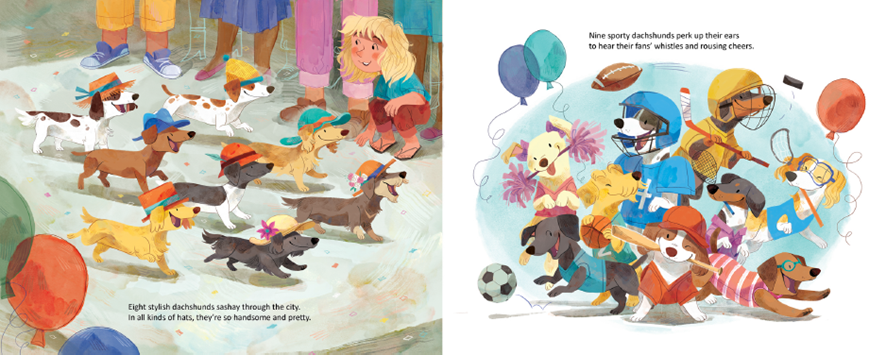 Eight stylish dachshunds sashay through the city.
In all kinds of hats, they're so handsome and pretty.
Nine sporty dachshunds perk up their ears
to hear their fans' whistles and rousing cheers.